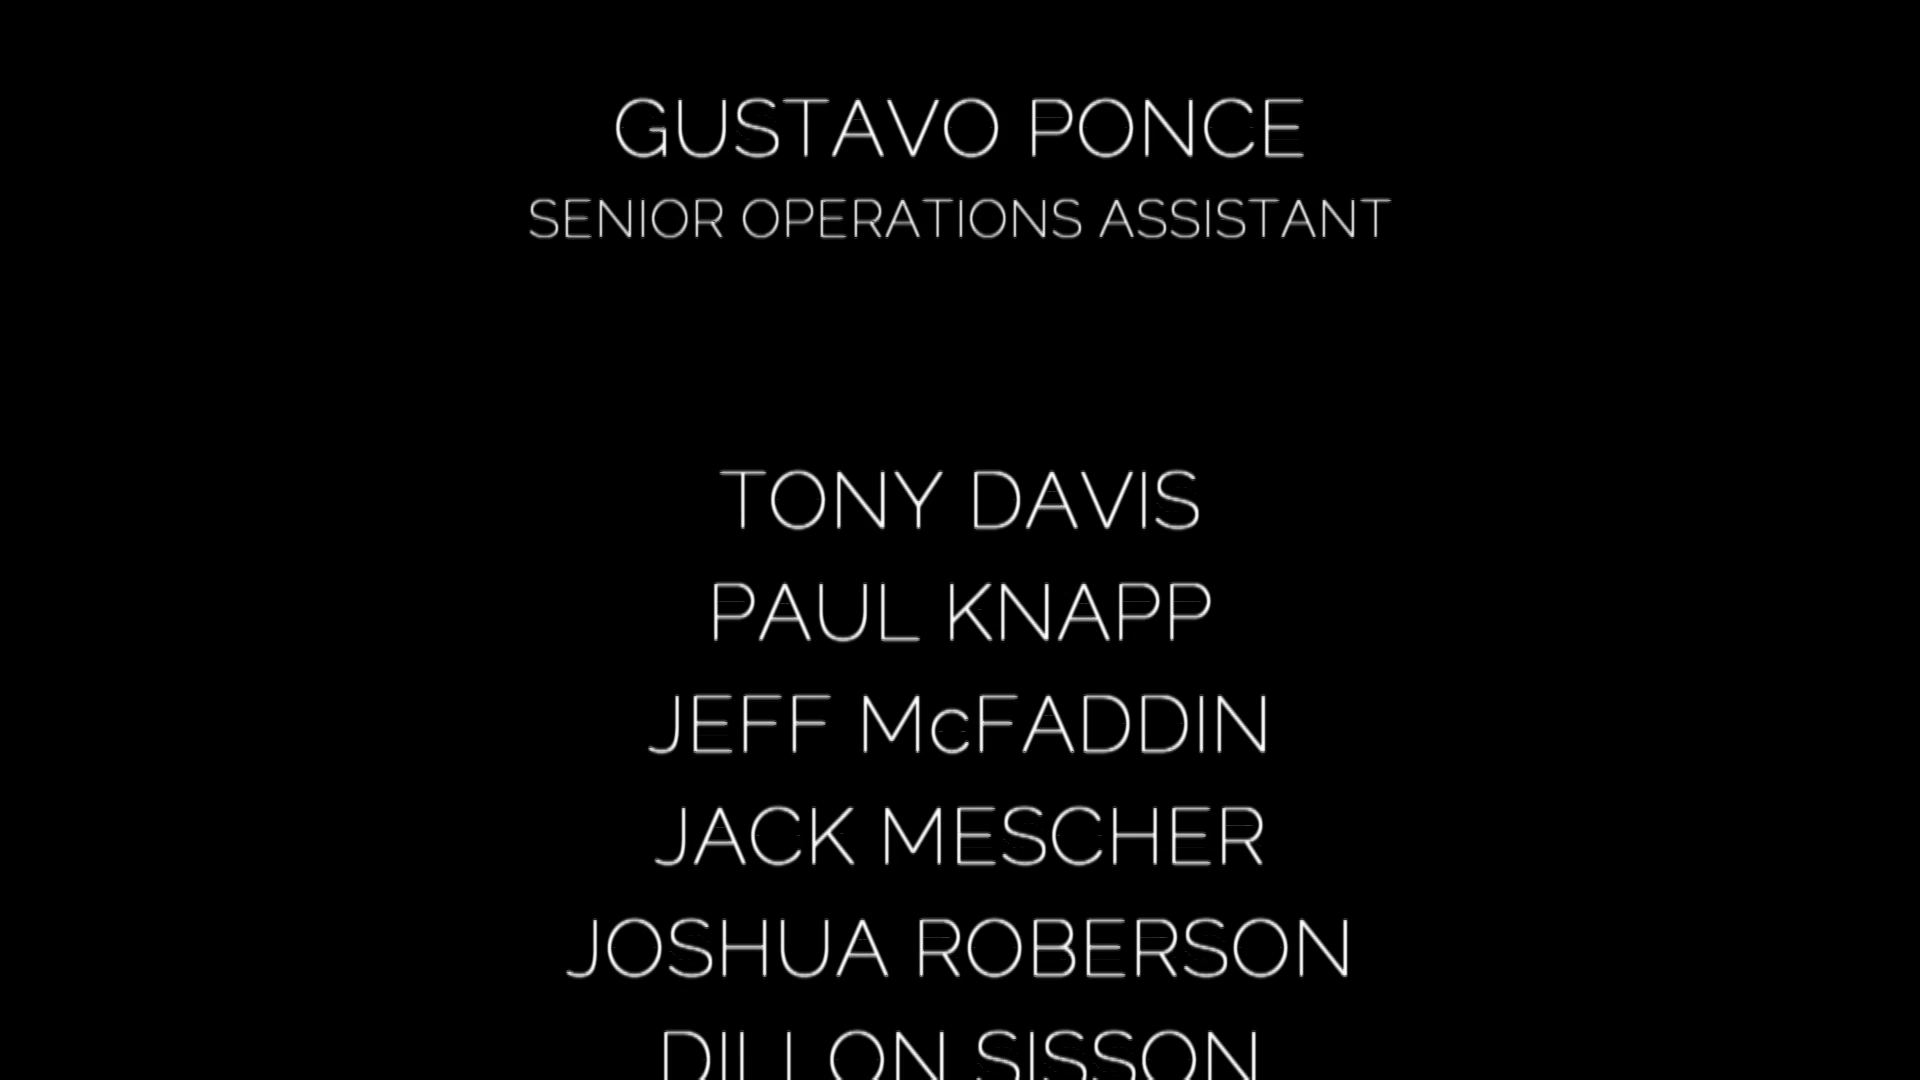 GUSTAVO PONCE
SENIOR OPERATIONS ASSISTANT
TONY DAVIS
PAUL KNAPP
JEFF McFADDIN
JACK MESCHER
JOSHUA ROBERSON
DILLON SISSON